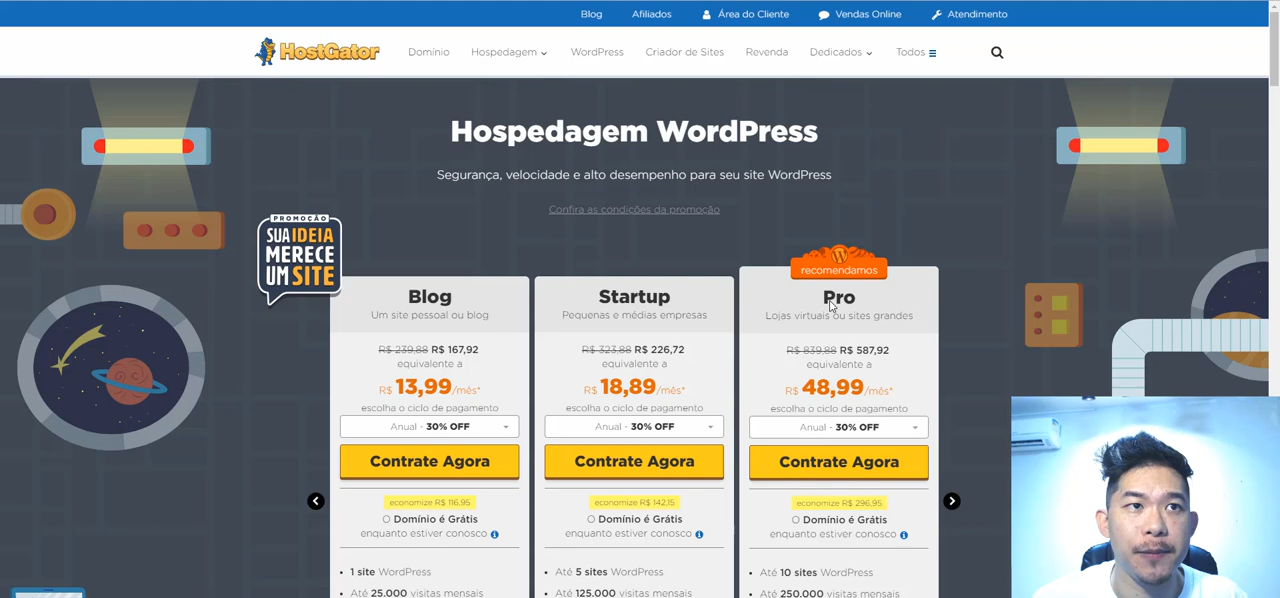 Blog Afiliados Área do Cliente Vendas Online Atendimento
HostGator Domínio Hospedagem WordPress Criador de Sites Revenda Dedicados Todos
Hospedagem WordPress
Segurança, velocidade e alto desempenho para seu site WordPress
Confira as condições da promoção
PROMOÇÃO
SUA IDEIA
MERECE
UM SITE
Blog
Um site pessoal ou blog
R$ 239,88 R$ 167,92
equivalente a
R$ 13,99/mês*
escolha o ciclo de pagamento
Anual - 30% OFF
Contrate Agora
economize R$ 116,95
Domínio é Grátis
enquanto estiver conosco
• 1 site WordPress
• Até 25.000 visitas mensais
Startup
Pequenas e médias empresas
R$ 323,88 R$ 226,72
equivalente a
R$ 18,89/mês*
escolha o ciclo de pagamento
Anual - 30% OFF
Contrate Agora
economize R$ 142,15
Domínio é Grátis
enquanto estiver conosco
• Até 5 sites WordPress
• Até 125.000 visitas mensais
recomendamos
Pro
Lojas virtuais ou sites grandes
R$ 839,88 R$ 587,92
equivalente a
R$ 48,99/mês*
escolha o ciclo de pagamento
Anual - 30% OFF
Contrate Agora
economize R$ 296,95
Domínio é Grátis
enquanto estiver conosco
• Até 10 sites WordPress
• Até 250.000 visitas mensais